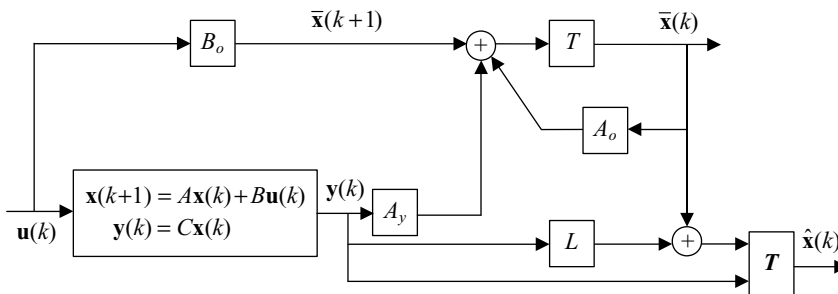 x̄(k+1)
x̄(k)
B_o
+
T
A_o
x(k+1) = Ax(k)+Bu(k)
y(k) = Cx(k)
u(k)
y(k)
A_y
L
+
T
x̂(k)